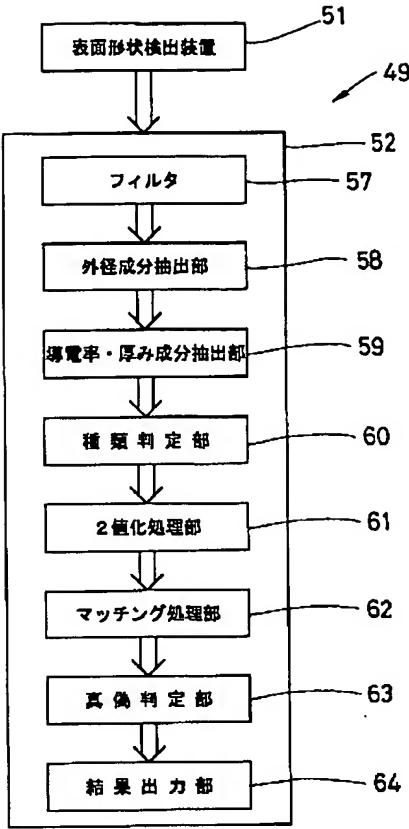 51
表面形状検出装置
49
52
フィルタ
57
外径成分抽出部
58
導電率・厚み成分抽出部
59
種類判定部
60
2値化処理部
61
マッチング処理部
62
真偽判定部
63
結果出力部
64